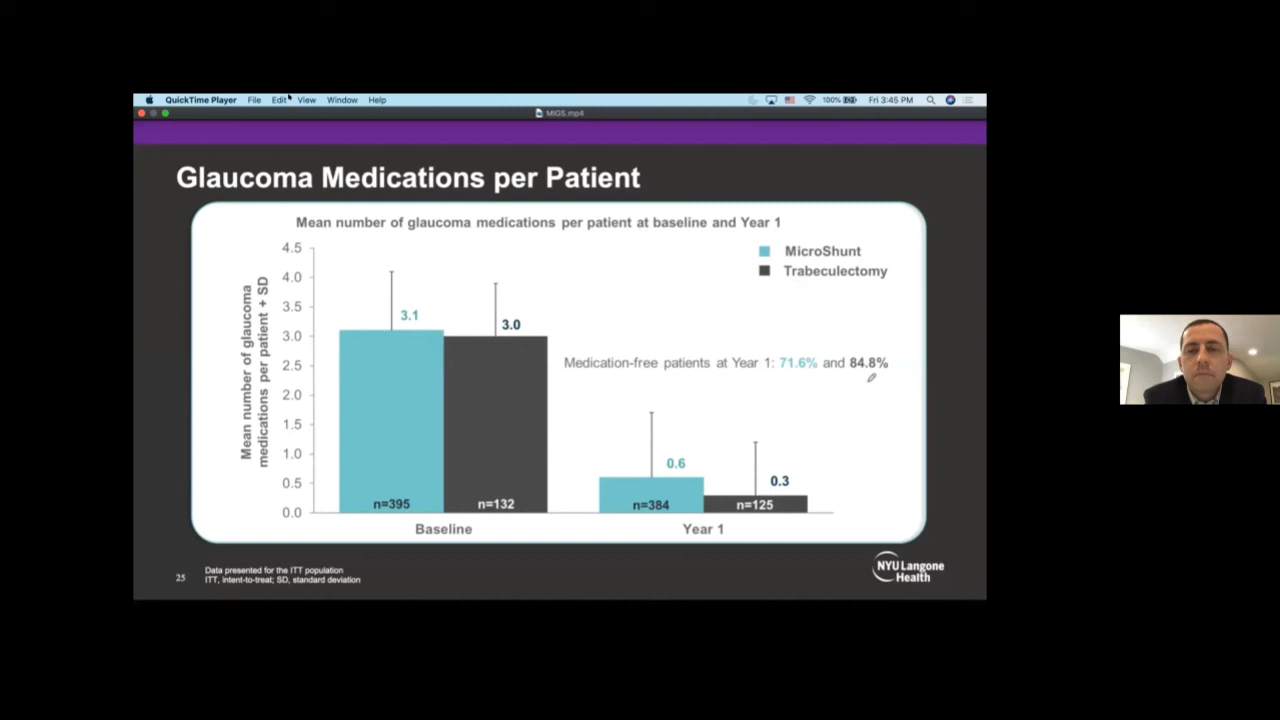 QuickTime Player File Edit View Window Help 100% Fri 3:45 PM
MIGS.mp4
Glaucoma Medications per Patient
Mean number of glaucoma medications per patient at baseline and Year 1
MicroShunt
Trabeculectomy
Mean number of glaucoma
medications per patient + SD
4.5
4.0
3.5
3.0
2.5
2.0
1.5
1.0
0.5
0.0
3.1
3.0
Medication-free patients at Year 1: 71.6% and 84.8%
0.6
0.3
n=395
n=132
n=384
n=125
Baseline
Year 1
25
Data presented for the ITT population
ITT, intent-to-treat; SD, standard deviation
NYU Langone
Health